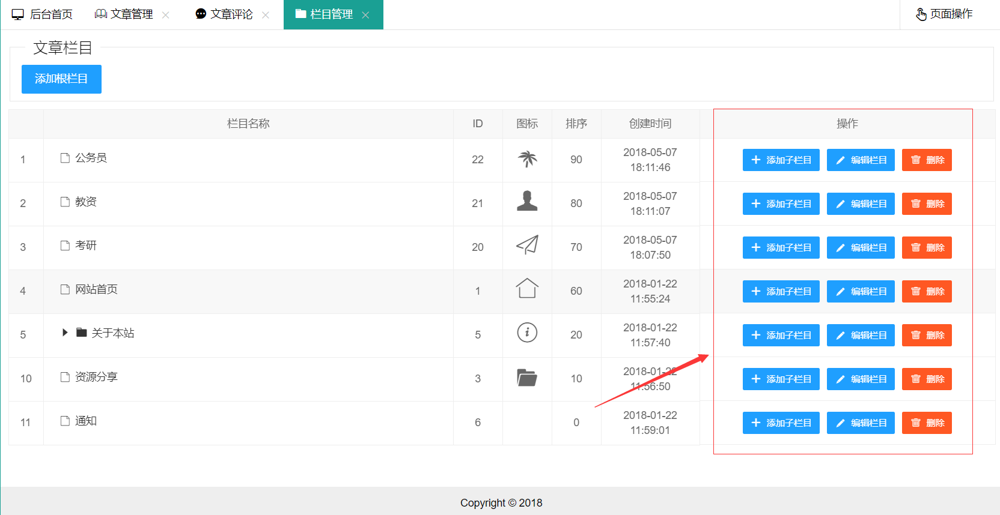 后台首页 文章管理 文章评论 栏目管理 页面操作
文章栏目
添加根栏目
栏目名称 ID 图标 排序 创建时间 操作
1 公务员 22 90 2018-05-07 18:11:46 添加子栏目 编辑栏目 删除
2 教资 21 80 2018-05-07 18:11:07 添加子栏目 编辑栏目 删除
3 考研 20 70 2018-05-07 18:07:50 添加子栏目 编辑栏目 删除
4 网站首页 1 60 2018-01-22 11:55:24 添加子栏目 编辑栏目 删除
5 关于本站 5 20 2018-01-22 11:57:40 添加子栏目 编辑栏目 删除
10 资源分享 3 10 2018-01-22 11:56:50 添加子栏目 编辑栏目 删除
11 通知 6 0 2018-01-22 11:59:01 添加子栏目 编辑栏目 删除
Copyright © 2018